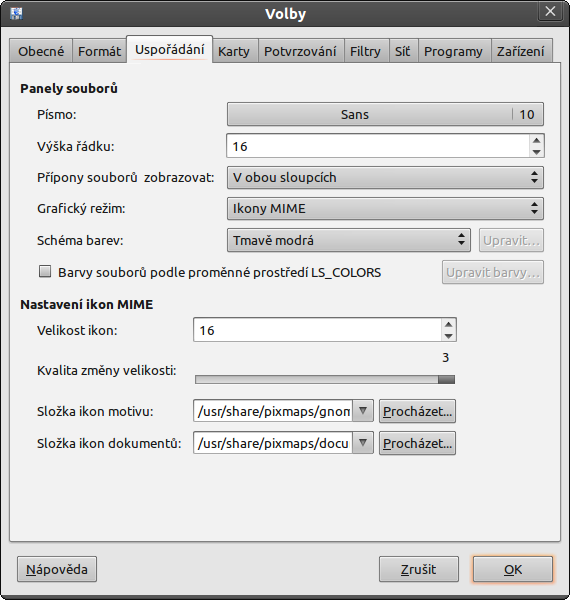 Volby
Obecné Formát Uspořádání Karty Potvrzování Filtry Síť Programy Zařízení
Panely souborů
Písmo: Sans 10
Výška řádku: 16
Přípony souborů zobrazovat: V obou sloupcích
Grafický režim: Ikony MIME
Schéma barev: Tmavě modrá Upravit...
Barvy souborů podle proměnné prostředí LS_COLORS Upravit barvy...
Nastavení ikon MIME
Velikost ikon: 16
3
Kvalita změny velikosti:
Složka ikon motivu: /usr/share/pixmaps/gnom Procházet...
Složka ikon dokumentů: /usr/share/pixmaps/docu Procházet...
Nápověda Zrušit OK